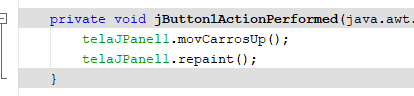 private void jButton1ActionPerformed(java.awt.
telaJPanel1.movCarrosUp();
telaJPanel1.repaint();
}